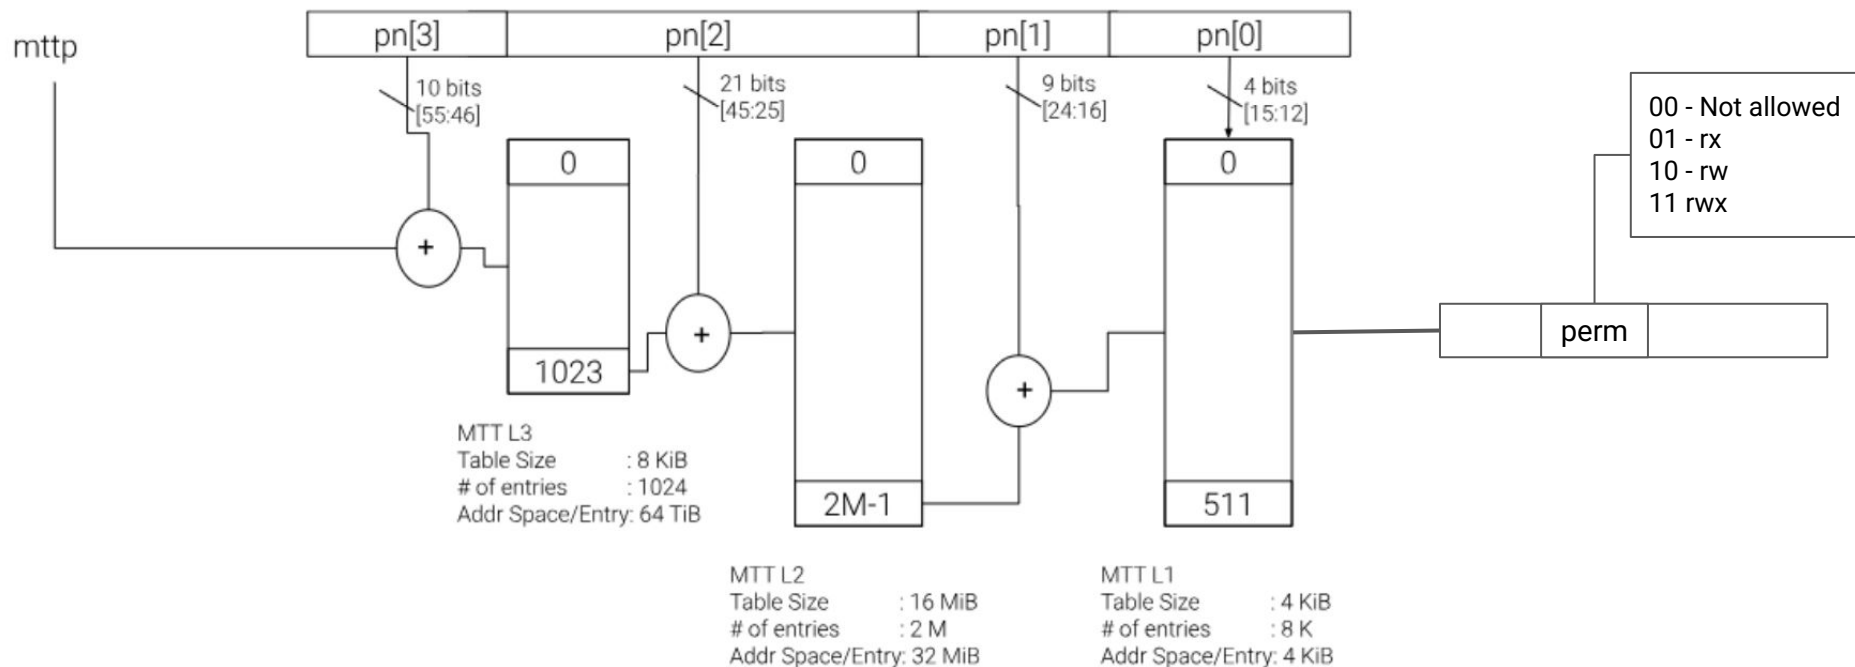 mttp
pn[3]
pn[2]
pn[1]
pn[0]
10 bits
[55:46]
21 bits
[45:25]
9 bits
[24:16]
4 bits
[15:12]
00 - Not allowed
01 - rx
10 - rw
11 rwx
0
0
0
+
+
+
1023
2M-1
511
perm
MTT L3
Table Size : 8 KiB
# of entries : 1024
Addr Space/Entry: 64 TiB
MTT L2
Table Size : 16 MiB
# of entries : 2 M
Addr Space/Entry: 32 MiB
MTT L1
Table Size : 4 KiB
# of entries : 8 K
Addr Space/Entry: 4 KiB